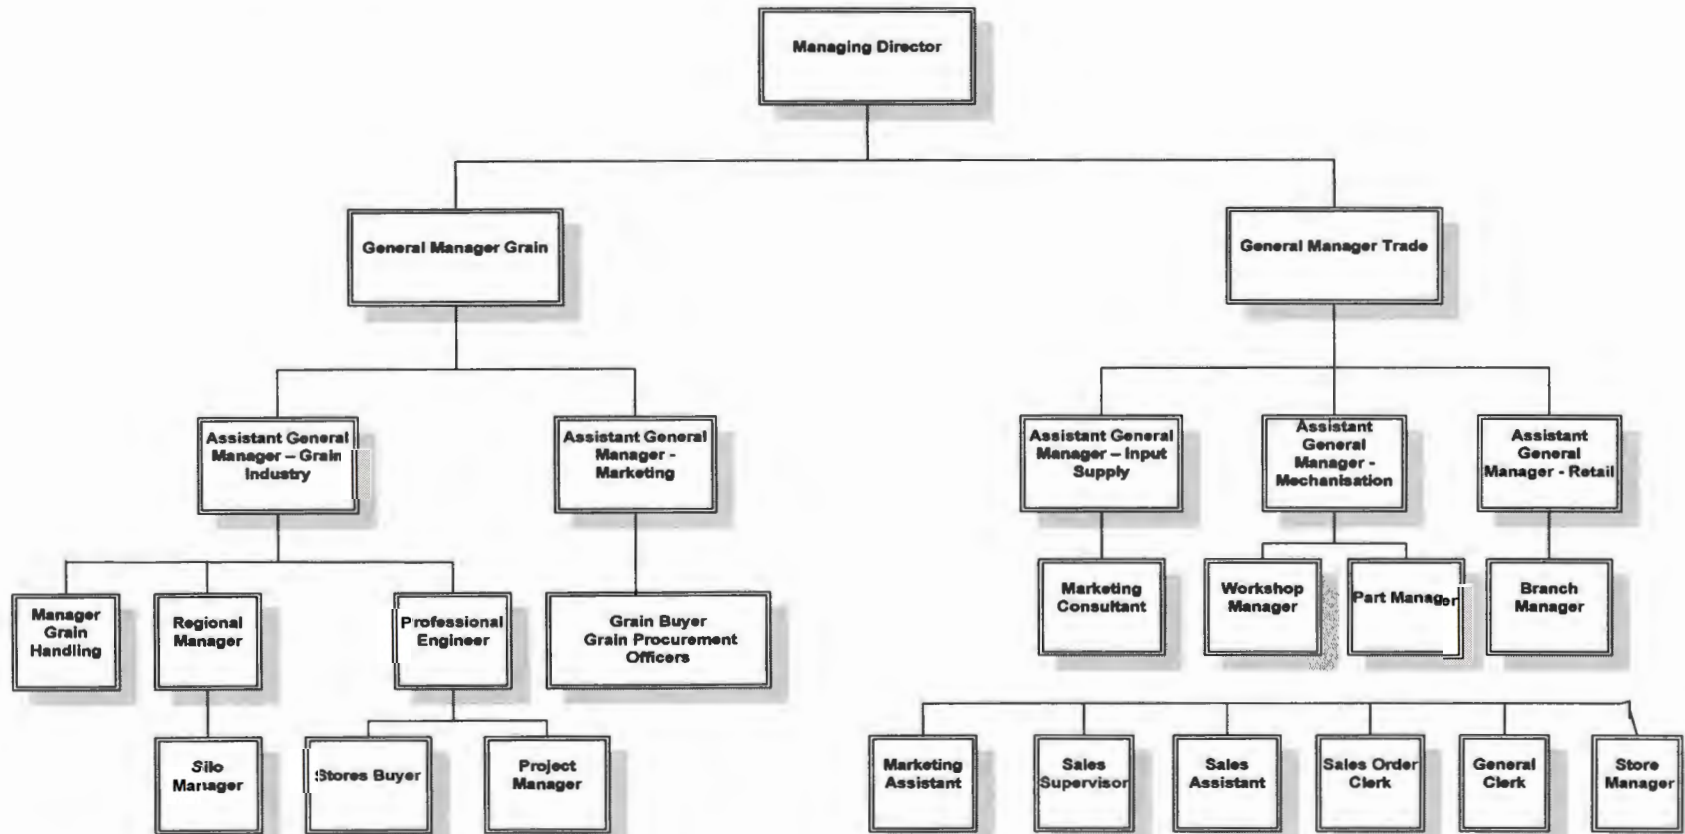 Managing Director
General Manager Grain
General Manager Trade
Assistant General
Manager – Grain
Industry
Assistant General
Manager -
Marketing
Assistant General
Manager – Input
Supply
Assistant
General
Manager -
Mechanisation
Assistant
General
Manager - Retail
Manager
Grain
Handling
Regional
Manager
Professional
Engineer
Grain Buyer
Grain Procurement
Officers
Marketing
Consultant
Workshop
Manager
Part Manager
Branch
Manager
Silo
Manager
Stores Buyer
Project
Manager
Marketing
Assistant
Sales
Supervisor
Sales
Assistant
Sales Order
Clerk
General
Clerk
Store
Manager